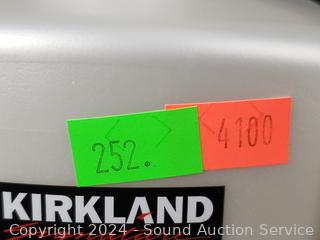 252.
4100
KIRKLAND
Signature
Copyright 2024 - Sound Auction Service